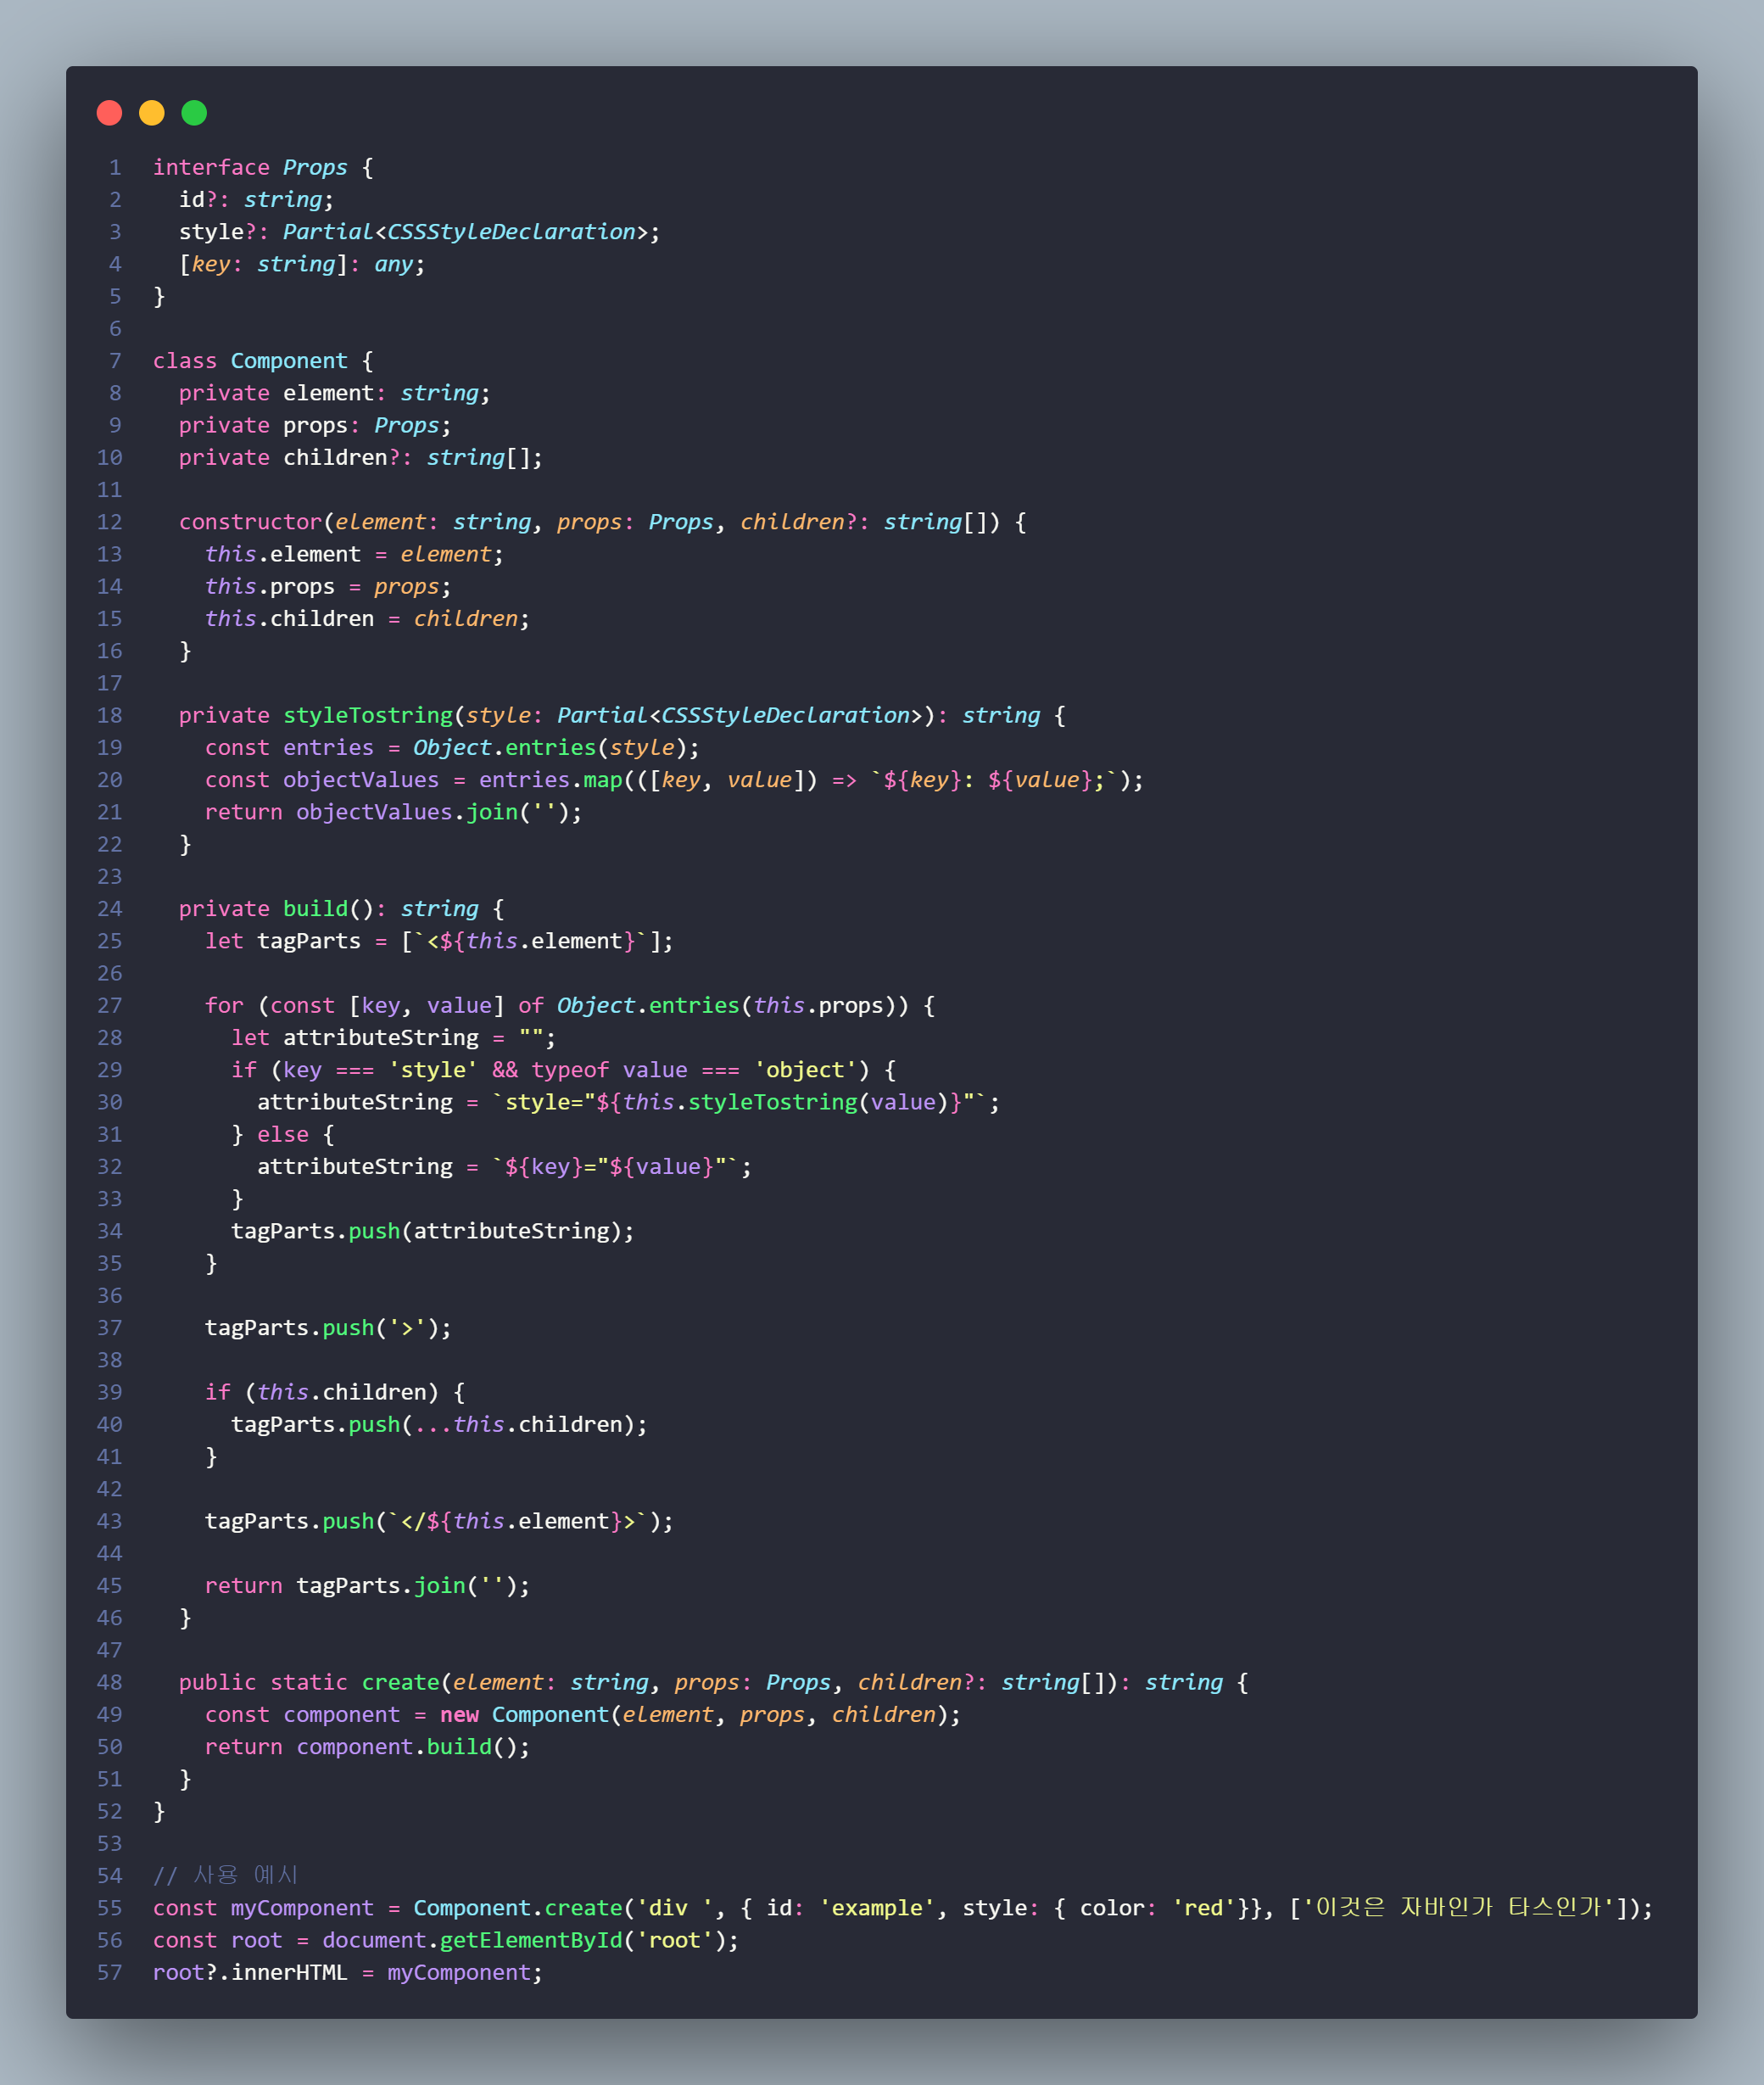 1 interface Props {
2   id?: string;
3   style?: Partial<CSSStyleDeclaration>;
4   [key: string]: any;
5 }
6
7 class Component {
8   private element: string;
9   private props: Props;
10   private children?: string[];
11
12   constructor(element: string, props: Props, children?: string[]) {
13     this.element = element;
14     this.props = props;
15     this.children = children;
16   }
17
18   private styleTostring(style: Partial<CSSStyleDeclaration>): string {
19     const entries = Object.entries(style);
20     const objectValues = entries.map(([key, value]) => `${key}: ${value};`);
21     return objectValues.join('');
22   }
23
24   private build(): string {
25     let tagParts = [`<${this.element}`];
26
27     for (const [key, value] of Object.entries(this.props)) {
28       let attributeString = "";
29       if (key === 'style' && typeof value === 'object') {
30         attributeString = `style="${this.styleTostring(value)}"`;
31       } else {
32         attributeString = `${key}="${value}"`;
33       }
34       tagParts.push(attributeString);
35     }
36
37     tagParts.push('>');
38
39     if (this.children) {
40       tagParts.push(...this.children);
41     }
42
43     tagParts.push(`</${this.element}>`);
44
45     return tagParts.join('');
46   }
47
48   public static create(element: string, props: Props, children?: string[]): string {
49     const component = new Component(element, props, children);
50     return component.build();
51   }
52 }
53
54 // 사용 예시
55 const myComponent = Component.create('div ', { id: 'example', style: { color: 'red'}}, ['이것은 자바인가 타스인가']);
56 const root = document.getElementById('root');
57 root?.innerHTML = myComponent;